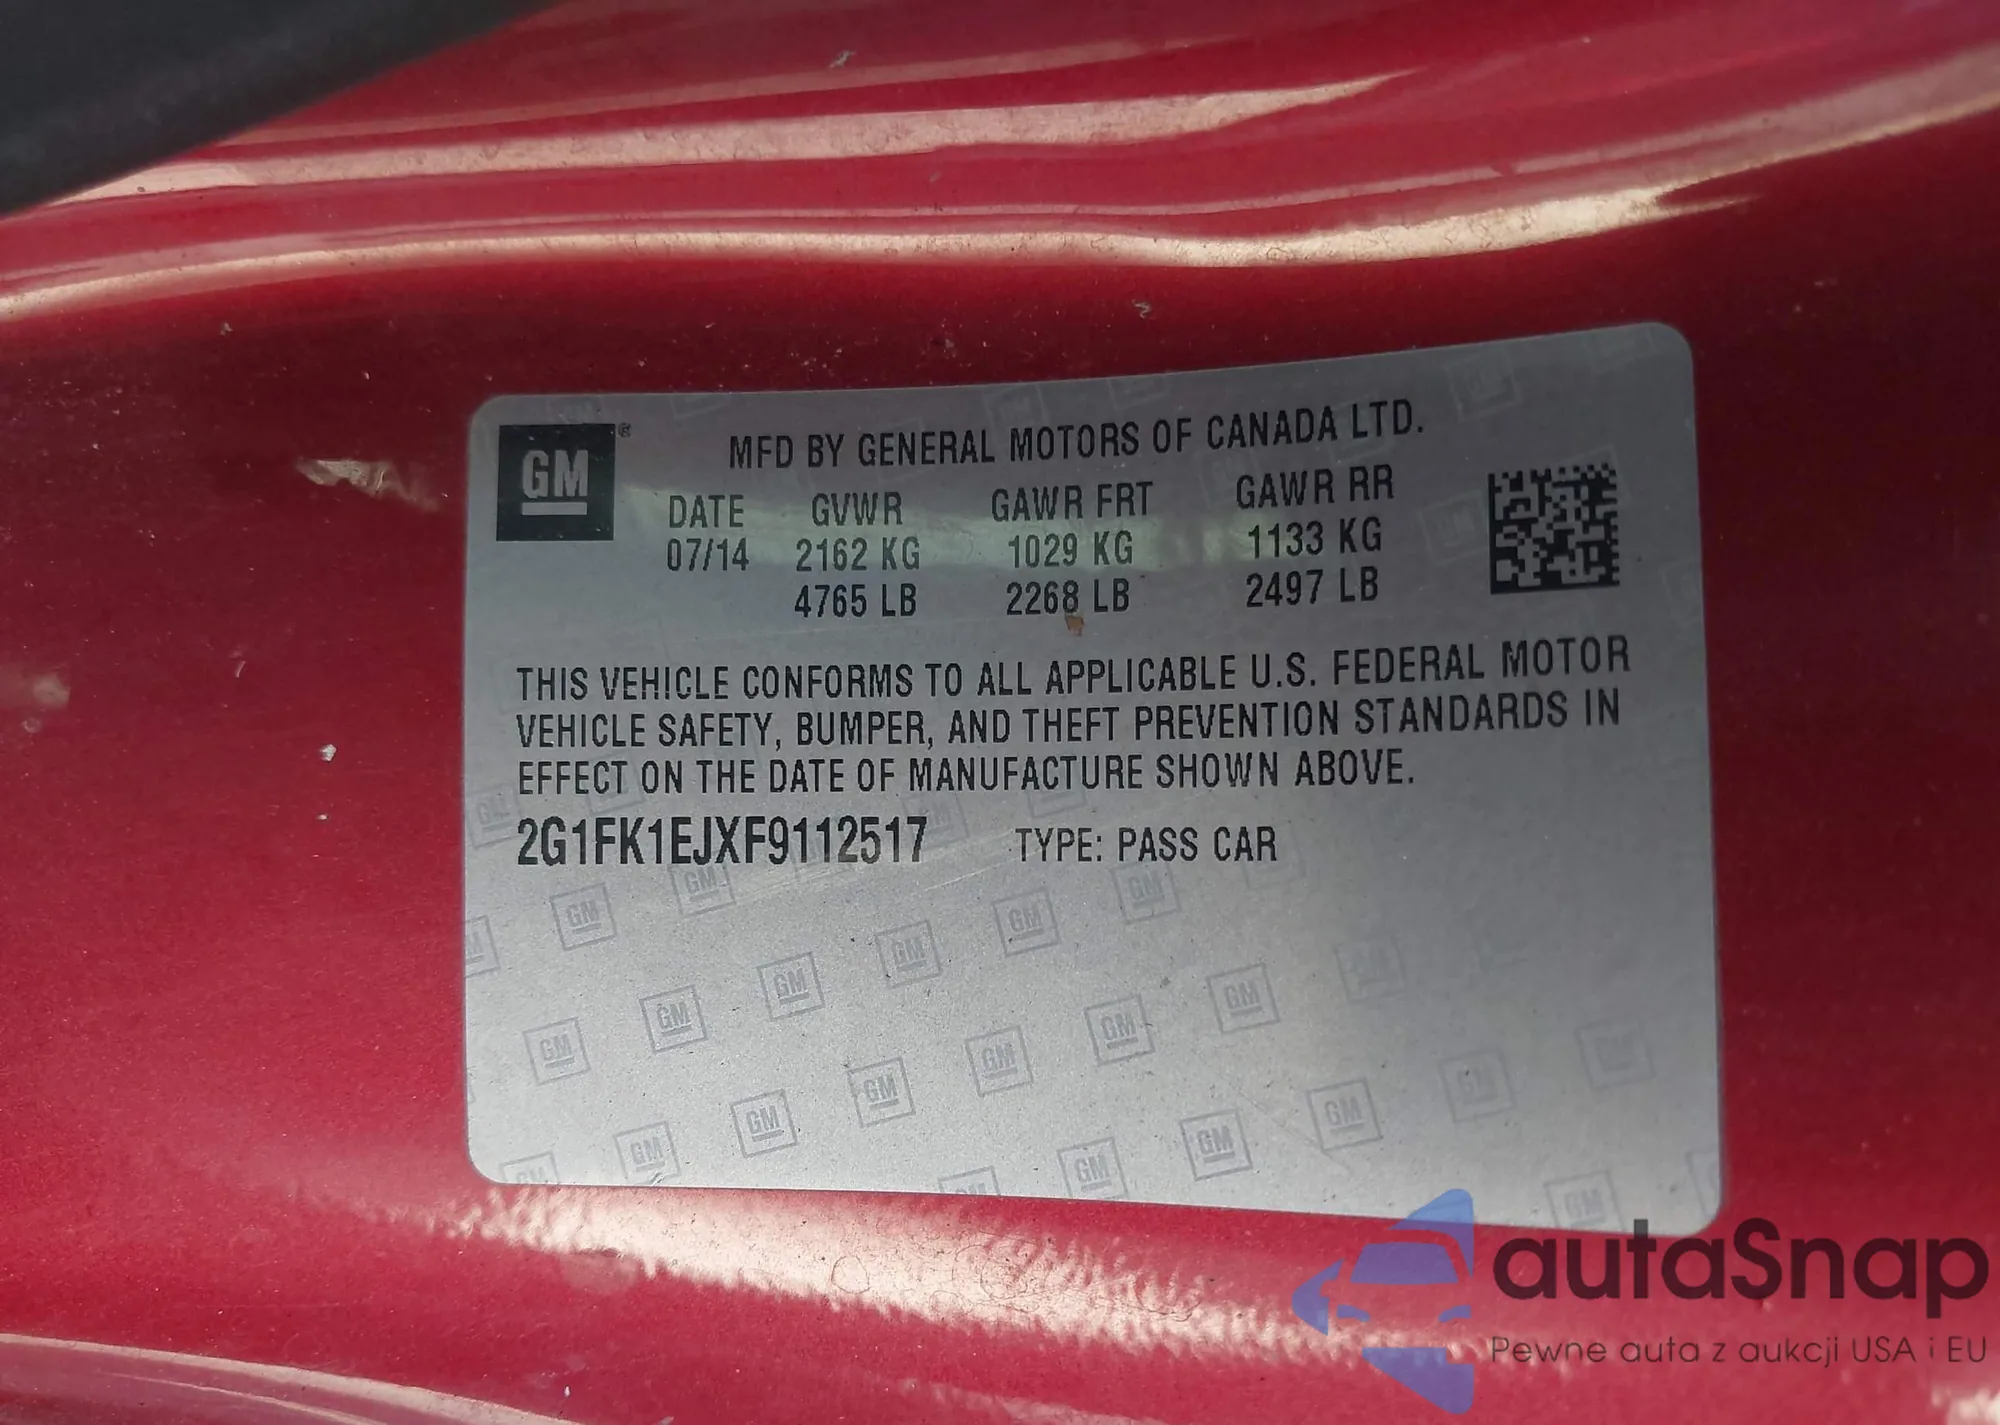 GM®
MFD BY GENERAL MOTORS OF CANADA LTD.
DATE GVWR GAWR FRT GAWR RR
07/14 2162 KG 1029 KG 1133 KG
4765 LB 2268 LB 2497 LB
THIS VEHICLE CONFORMS TO ALL APPLICABLE U.S. FEDERAL MOTOR
VEHICLE SAFETY, BUMPER, AND THEFT PREVENTION STANDARDS IN
EFFECT ON THE DATE OF MANUFACTURE SHOWN ABOVE.
2G1FK1EJXF9112517 TYPE: PASS CAR
autaSnap
Pewne auta z aukcji USA i EU